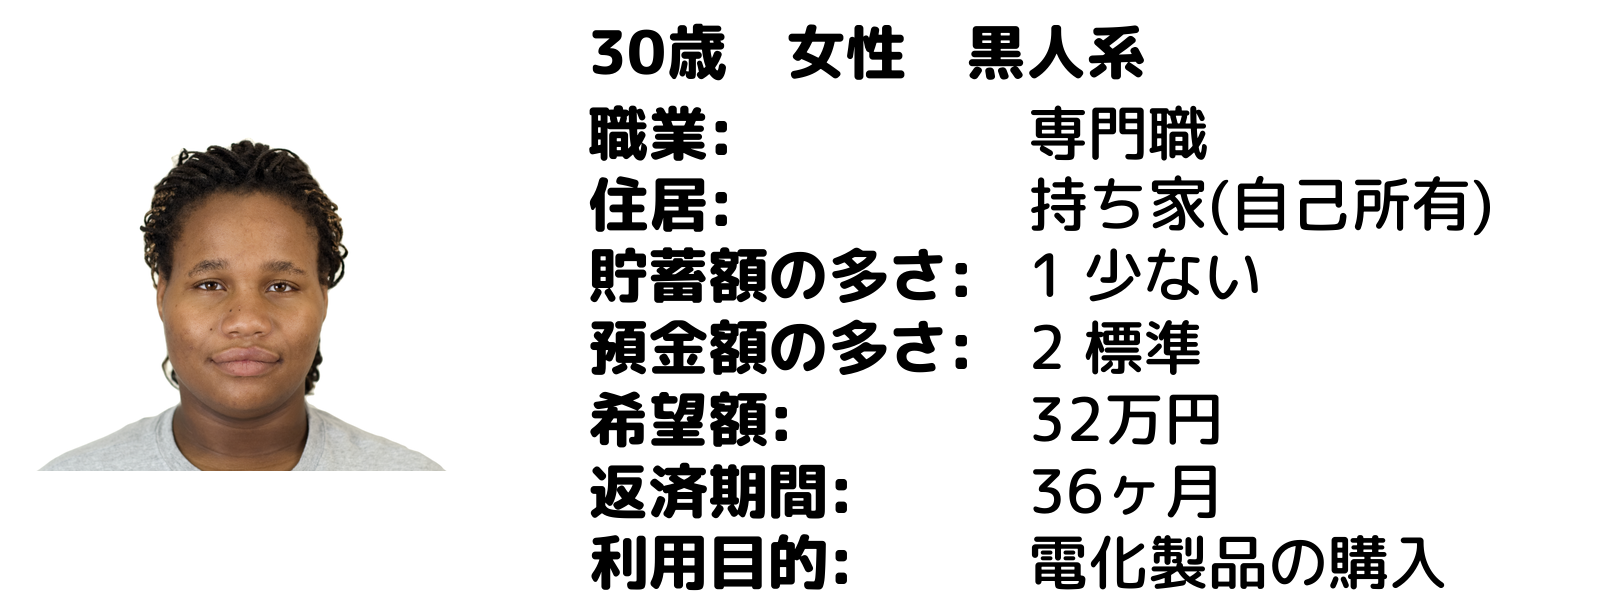 30歳　女性　黒人系
職業: 専門職
住居: 持ち家(自己所有)
貯蓄額の多さ: 1 少ない
預金額の多さ: 2 標準
希望額: 32万円
返済期間: 36ヶ月
利用目的: 電化製品の購入